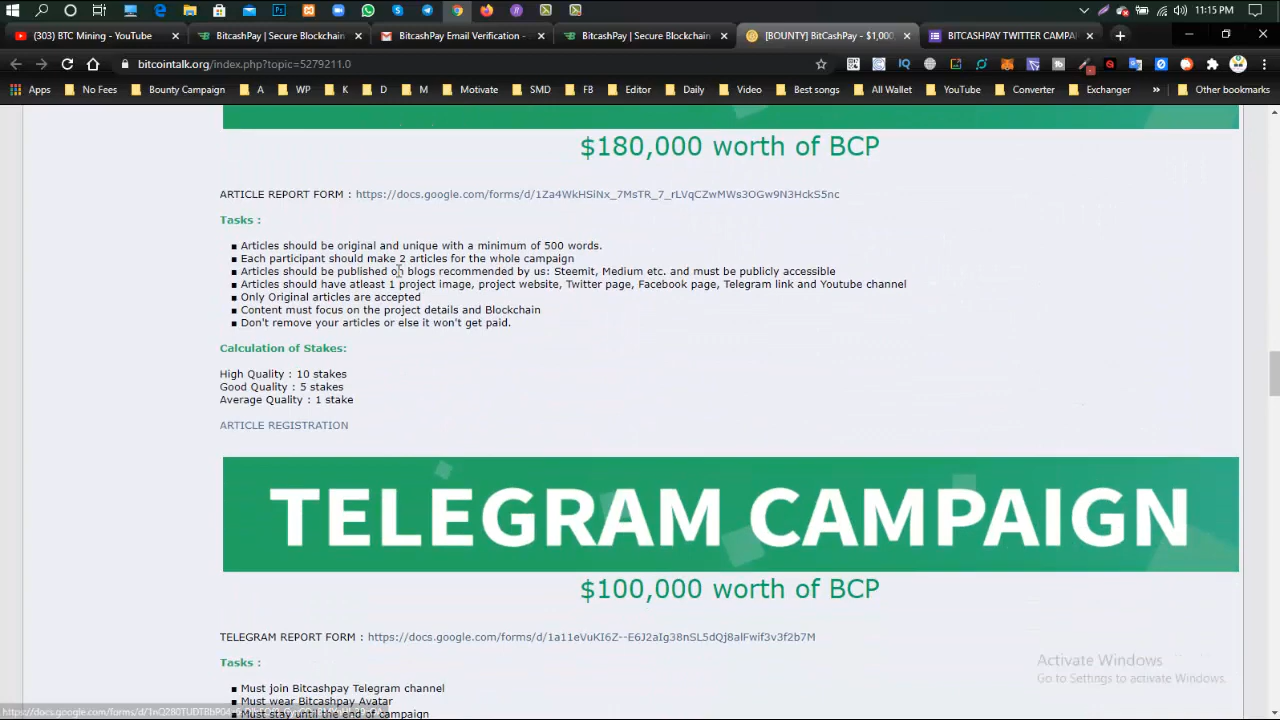 11:15 PM
(303) BTC Mining - YouTube
BitcashPay | Secure Blockchain
BitcashPay Email Verification -
BitcashPay | Secure Blockchain
[BOUNTY] BitCashPay - $1,000,
BITCASHPAY TWITTER CAMPA
bitcointalk.org/index.php?topic=5279211.0
Apps No Fees Bounty Campaign A WP K D M Motivate SMD FB Editor Daily Video Best songs All Wallet YouTube Converter Exchanger » Other bookmarks
$180,000 worth of BCP
ARTICLE REPORT FORM : https://docs.google.com/forms/d/1Za4WkHSiNx_7MsTR_7_rLVqCZwMWs3OGw9N3HckS5nc
Tasks :
Articles should be original and unique with a minimum of 500 words.
Each participant should make 2 articles for the whole campaign
Articles should be published on blogs recommended by us: Steemit, Medium etc. and must be publicly accessible
Articles should have atleast 1 project image, project website, Twitter page, Facebook page, Telegram link and Youtube channel
Only Original articles are accepted
Content must focus on the project details and Blockchain
Don't remove your articles or else it won't get paid.
Calculation of Stakes:
High Quality : 10 stakes
Good Quality : 5 stakes
Average Quality : 1 stake
ARTICLE REGISTRATION
TELEGRAM CAMPAIGN
$100,000 worth of BCP
TELEGRAM REPORT FORM : https://docs.google.com/forms/d/1a11eVuKI6Z--E6J2aIg38nSL5dQj8alFwif3v3f2b7M
Tasks :
Must join Bitcashpay Telegram channel
Must wear Bitcashpay Avatar
Must stay until the end of campaign
Activate Windows
Go to Settings to activate Windows.